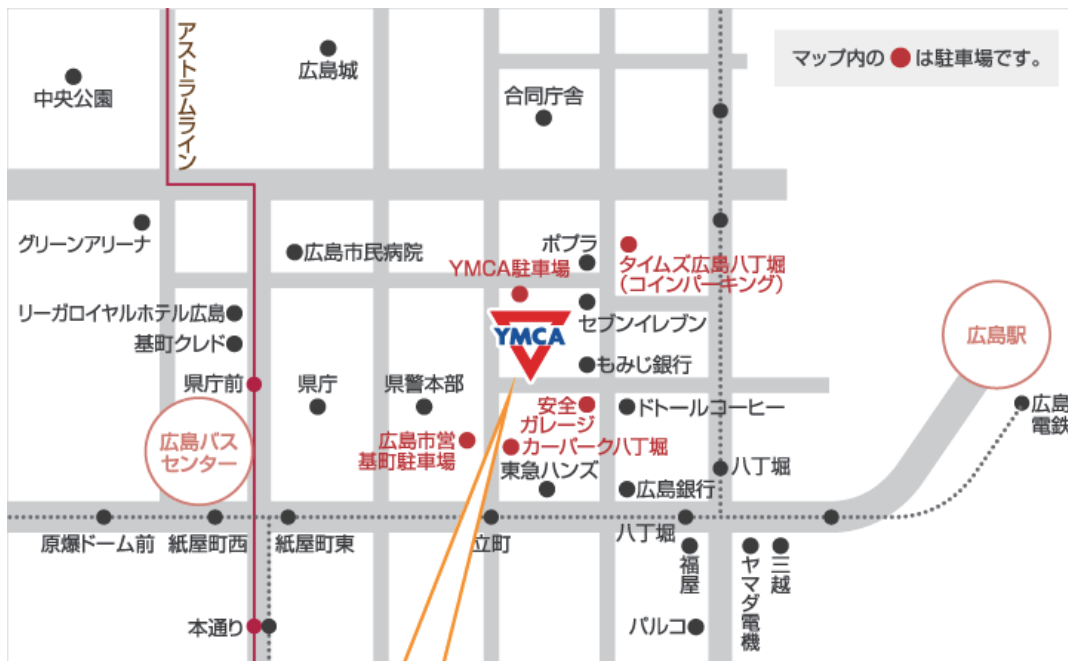 アストラムライン
広島城
中央公園
合同庁舎
マップ内の
は駐車場です。
グリーンアリーナ
広島市民病院
ポプラ
YMCA駐車場
タイムズ広島八丁堀
（コインパーキング）
リーガロイヤルホテル広島
基町クレド
YMCA
セブンイレブン
広島駅
もみじ銀行
県庁前
県庁
県警本部
安全
ガレージ
ドトールコーヒー
広島
電鉄
広島バス
センター
広島市営
基町駐車場
カーパーク八丁堀
東急ハンズ
広島銀行
八丁堀
原爆ドーム前
紙屋町西
紙屋町東
立町
八丁堀
福屋
ヤマダ電機
三越
本通り
パルコ